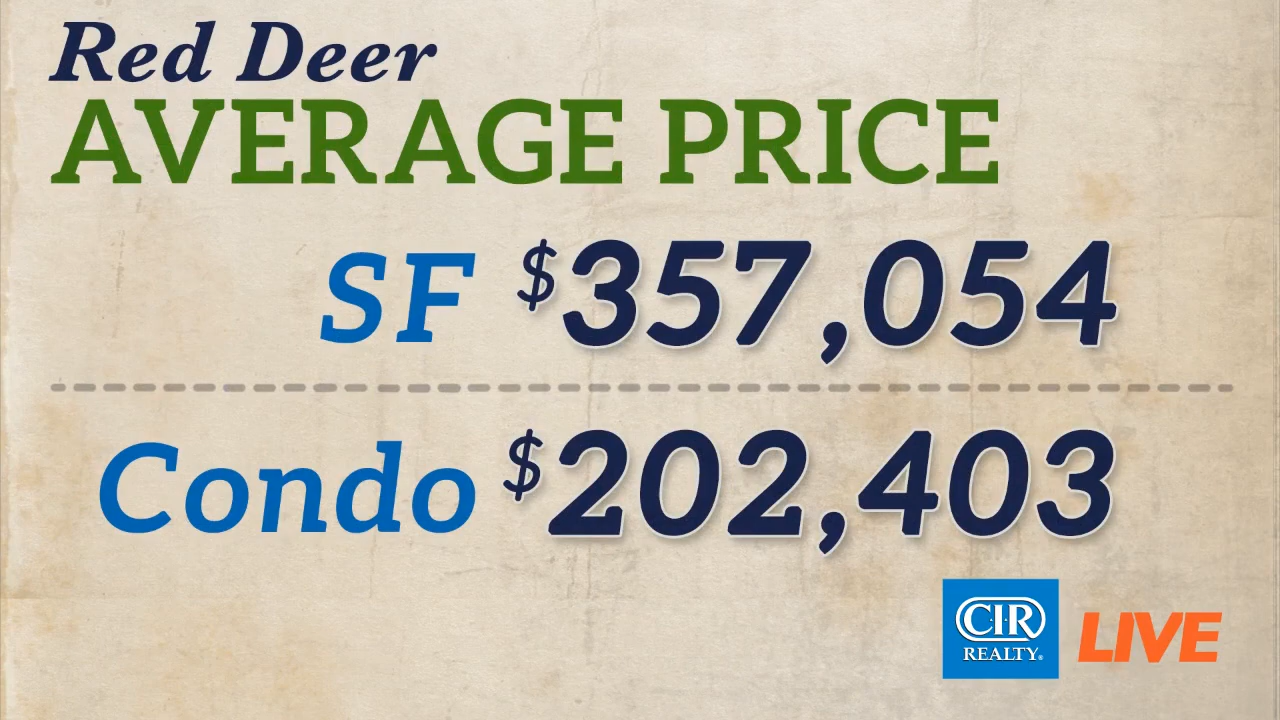 Red Deer
AVERAGE PRICE
SF $357,054
Condo $202,403
CIR
REALTY®
LIVE